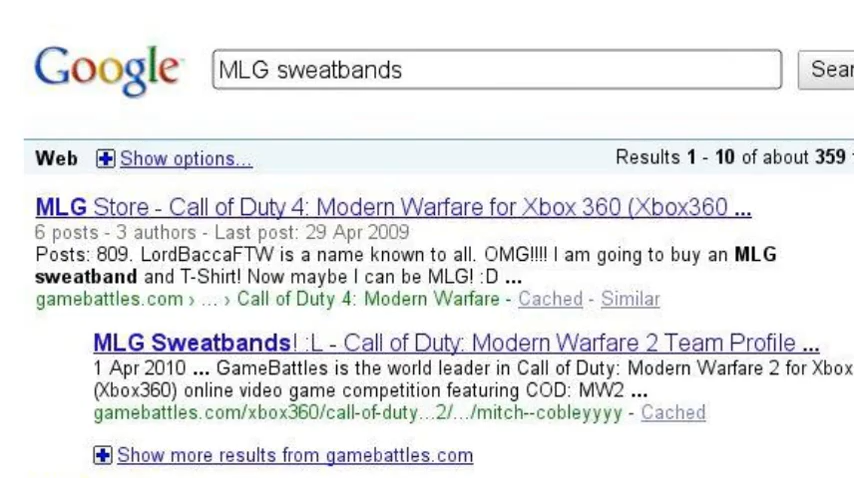 Google MLG sweatbands Sear
Web Show options... Results 1 - 10 of about 359
MLG Store - Call of Duty 4: Modern Warfare for Xbox 360 (Xbox360 ...
6 posts - 3 authors - Last post: 29 Apr 2009
Posts: 809. LordBaccaFTW is a name known to all. OMG!!!! I am going to buy an MLG
sweatband and T-Shirt! Now maybe I can be MLG! :D ...
gamebattles.com › ... › Call of Duty 4: Modern Warfare - Cached - Similar
MLG Sweatbands! :L - Call of Duty: Modern Warfare 2 Team Profile ...
1 Apr 2010 ... GameBattles is the world leader in Call of Duty: Modern Warfare 2 for Xbox
(Xbox360) online video game competition featuring COD: MW2 ...
gamebattles.com/xbox360/call-of-duty...2/.../mitch--cobleyyyy - Cached
Show more results from gamebattles.com